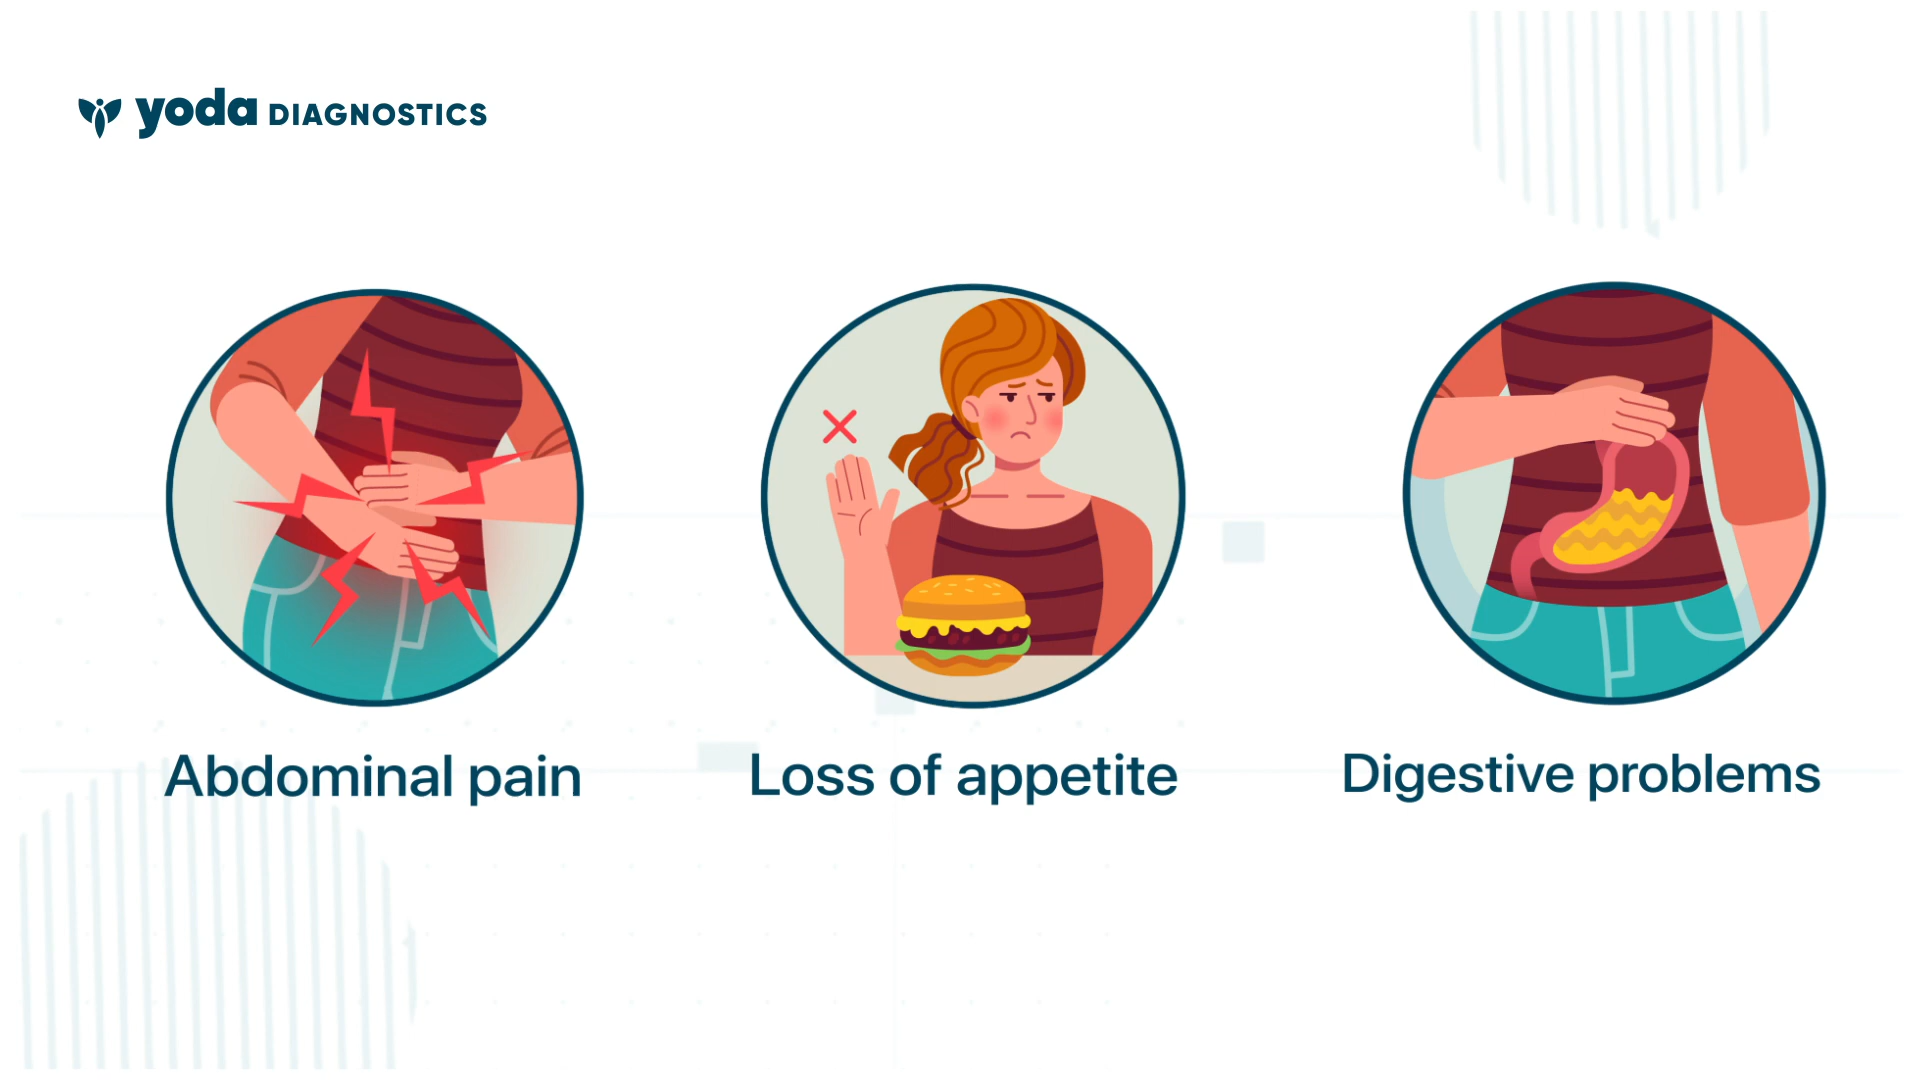 yoda DIAGNOSTICS
Abdominal pain
Loss of appetite
Digestive problems